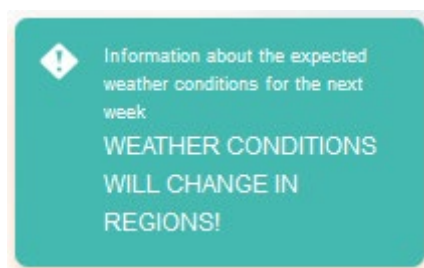 Information about the expected
weather conditions for the next
week
WEATHER CONDITIONS
WILL CHANGE IN
REGIONS!